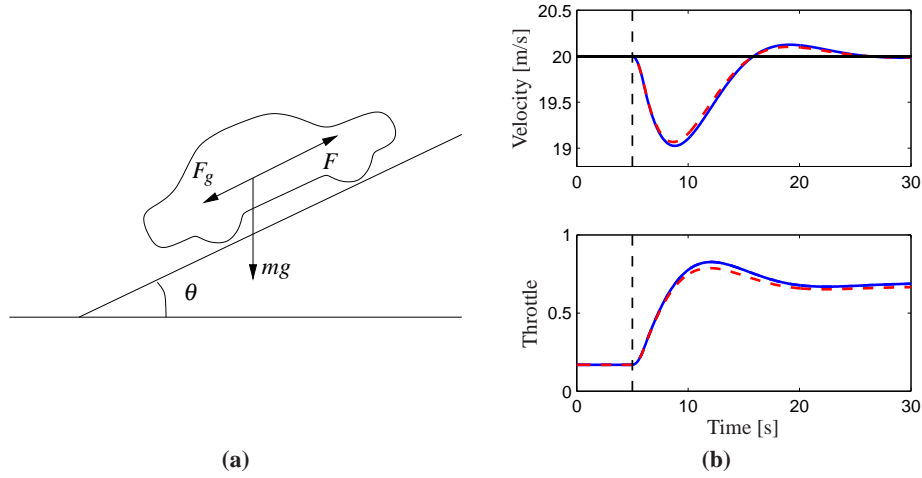 F
F_g
mg
θ
(a)
20.5
20
19.5
19
Velocity [m/s]
0 10 20 30
1
0.5
0
Throttle
0 10 20 30
Time [s]
(b)